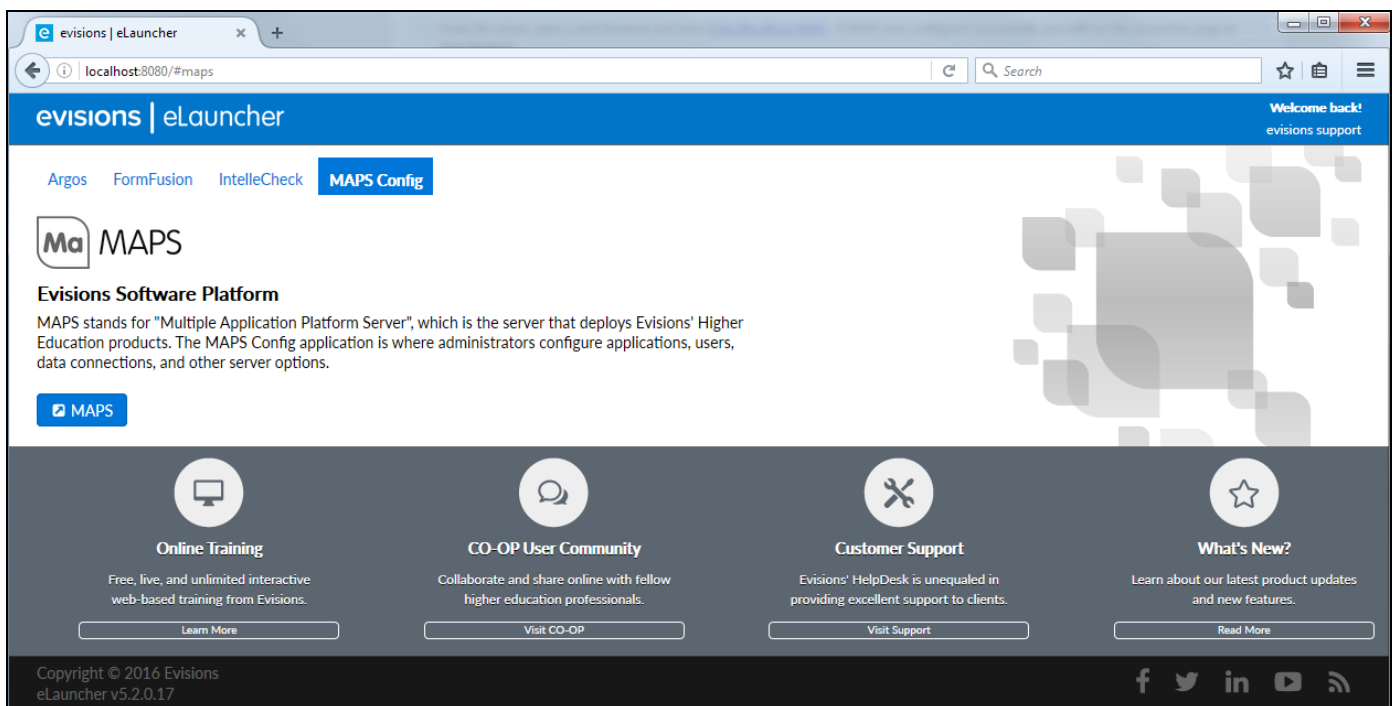 evisions | eLauncher
localhost:8080/#maps
Search
evisions | eLauncher
Welcome back!
evisions support
Argos FormFusion IntelleCheck MAPS Config
Ma MAPS
Evisions Software Platform
MAPS stands for "Multiple Application Platform Server", which is the server that deploys Evisions' Higher
Education products. The MAPS Config application is where administrators configure applications, users,
data connections, and other server options.
MAPS
Online Training
Free, live, and unlimited interactive
web-based training from Evisions.
Learn More
CO-OP User Community
Collaborate and share online with fellow
higher education professionals.
Visit CO-OP
Customer Support
Evisions' HelpDesk is unequaled in
providing excellent support to clients.
Visit Support
What's New?
Learn about our latest product updates
and new features.
Read More
Copyright © 2016 Evisions
eLauncher v5.2.0.17